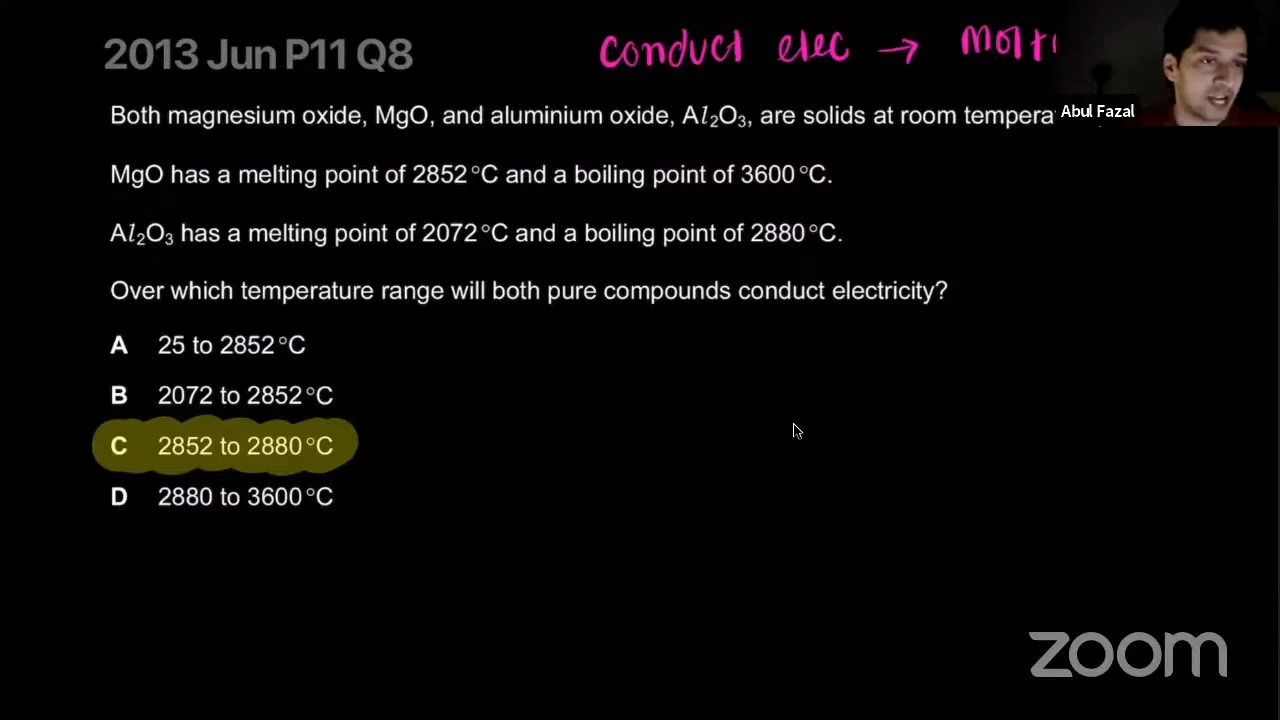 2013 Jun P11 Q8
conduct elec →
Both magnesium oxide, MgO, and aluminium oxide, Al₂O₃, are solids at room
Abul Fazal
MgO has a melting point of 2852 °C and a boiling point of 3600 °C.
Al₂O₃ has a melting point of 2072 °C and a boiling point of 2880 °C.
Over which temperature range will both pure compounds conduct electricity?
A 25 to 2852 °C
B 2072 to 2852 °C
C 2852 to 2880 °C
D 2880 to 3600 °C
zoom